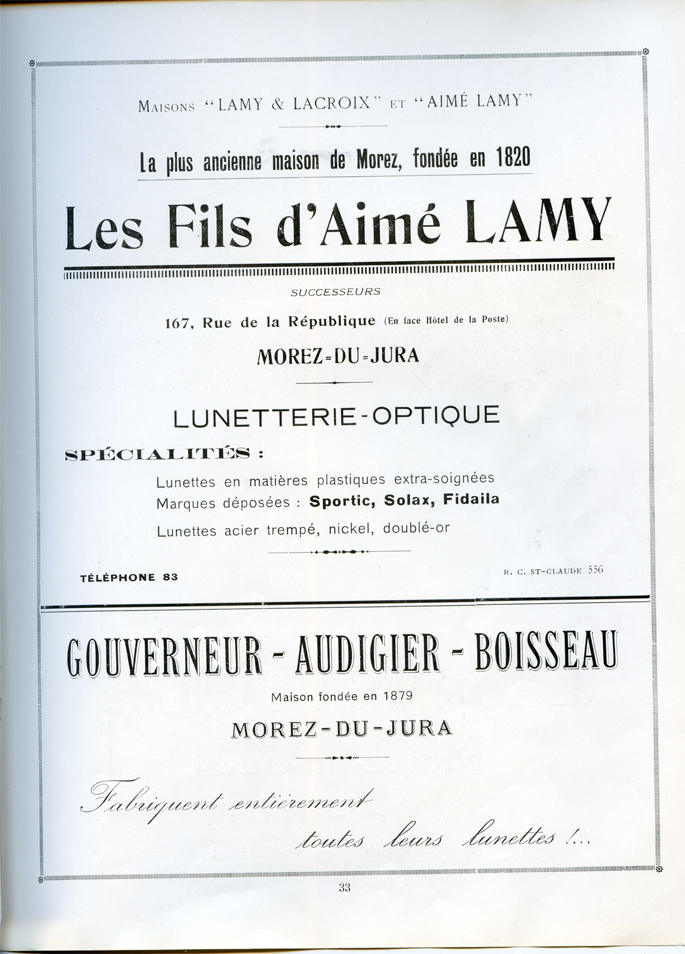 MAISONS “LAMY & LACROIX” ET “AIMÉ LAMY”
La plus ancienne maison de Morez, fondée en 1820
Les Fils d'Aimé LAMY
SUCCESSEURS
167, Rue de la République (En face Hôtel de la Poste)
MOREZ=DU=JURA
LUNETTERIE-OPTIQUE
SPÉCIALITÉS :
Lunettes en matières plastiques extra-soignées
Marques déposées : Sportic, Solax, Fidaila
Lunettes acier trempé, nickel, doublé-or
TÉLÉPHONE 83
R. C. ST-CLAUDE 556
GOUVERNEUR - AUDIGIER - BOISSEAU
Maison fondée en 1879
MOREZ-DU-JURA
Fabriquent entièrement
toutes leurs lunettes !...
33